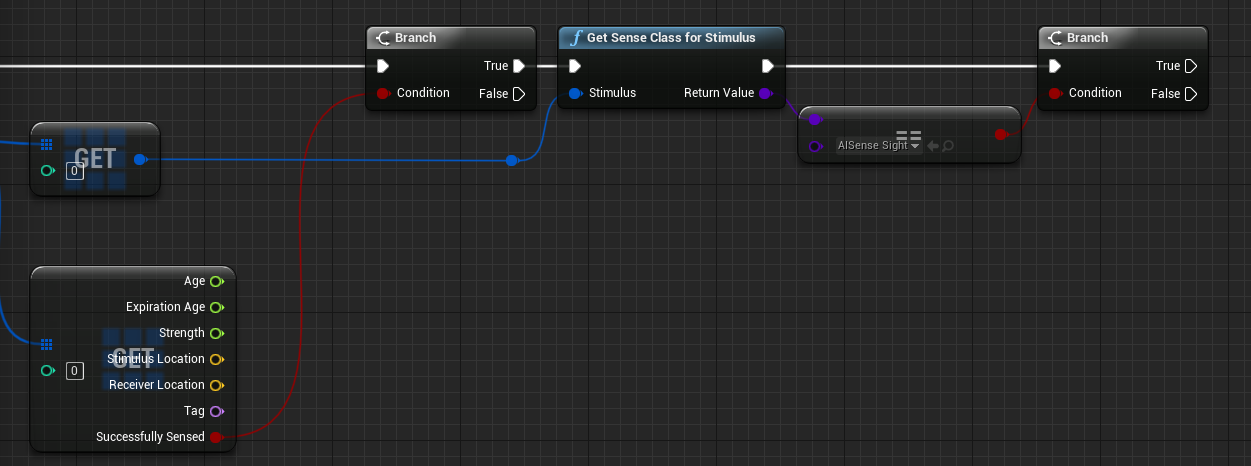 Branch
True
Condition
False
Get Sense Class for Stimulus
Stimulus
Return Value
Branch
True
Condition
False
==
AISense Sight
GET
0
Age
Expiration Age
Strength
Stimulus Location
Receiver Location
Tag
Successfully Sensed
GET
0